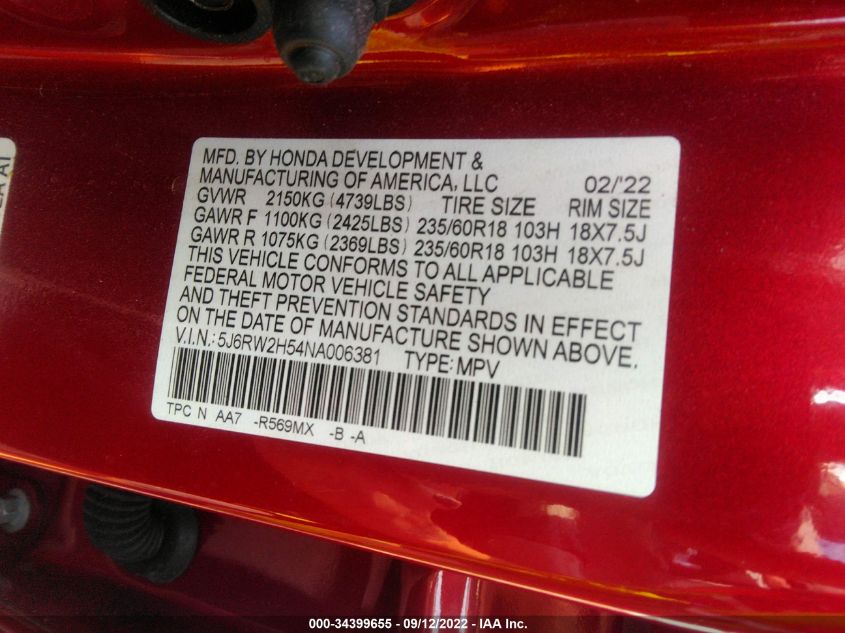 MFD. BY HONDA DEVELOPMENT &
MANUFACTURING OF AMERICA, LLC 02/'22
GVWR 2150KG (4739LBS) TIRE SIZE RIM SIZE
GAWR F 1100KG (2425LBS) 235/60R18 103H 18X7.5J
GAWR R 1075KG (2369LBS) 235/60R18 103H 18X7.5J
THIS VEHICLE CONFORMS TO ALL APPLICABLE
FEDERAL MOTOR VEHICLE SAFETY
AND THEFT PREVENTION STANDARDS IN EFFECT
ON THE DATE OF MANUFACTURE SHOWN ABOVE.
V.I.N.: 5J6RW2H54NA006381 TYPE: MPV
TPC N AA7 -R569MX -B -A
000-34399655 - 09/12/2022 - IAA Inc.